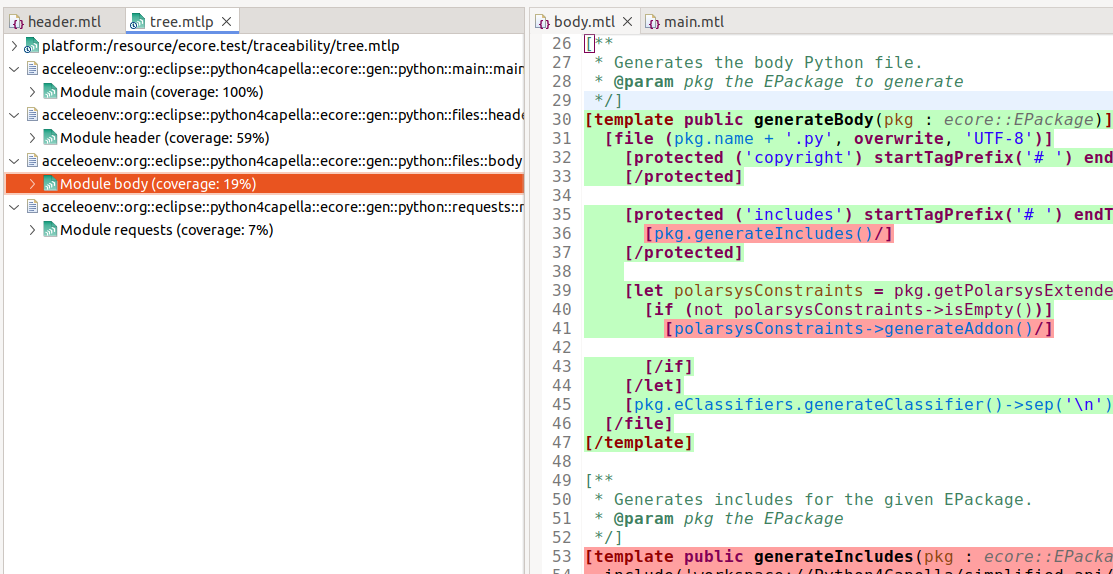 header.mtl
tree.mtlp
platform:/resource/ecore.test/traceability/tree.mtlp
acceleoenv::org::eclipse::python4capella::ecore::gen::python::main::main
Module main (coverage: 100%)
acceleoenv::org::eclipse::python4capella::ecore::gen::python::files::heade
Module header (coverage: 59%)
acceleoenv::org::eclipse::python4capella::ecore::gen::python::files::body
Module body (coverage: 19%)
acceleoenv::org::eclipse::python4capella::ecore::gen::python::requests::r
Module requests (coverage: 7%)
body.mtl
main.mtl
26 [**
27  * Generates the body Python file.
28  * @param pkg the EPackage to generate
29  */]
30 [template public generateBody(pkg : ecore::EPackage)]
31   [file (pkg.name + '.py', overwrite, 'UTF-8')]
32     [protected ('copyright') startTagPrefix('# ') end
33     [/protected]
34
35     [protected ('includes') startTagPrefix('# ') endT
36       [pkg.generateIncludes()/]
37     [/protected]
38
39     [let polarsysConstraints = pkg.getPolarsysExtende
40       [if (not polarsysConstraints->isEmpty())]
41         [polarsysConstraints->generateAddon()/]
42
43       [/if]
44     [/let]
45     [pkg.eClassifiers.generateClassifier()->sep('\n')
46   [/file]
47 [/template]
48
49 [**
50  * Generates includes for the given EPackage.
51  * @param pkg the EPackage
52  */]
53 [template public generateIncludes(pkg : ecore::EPacka